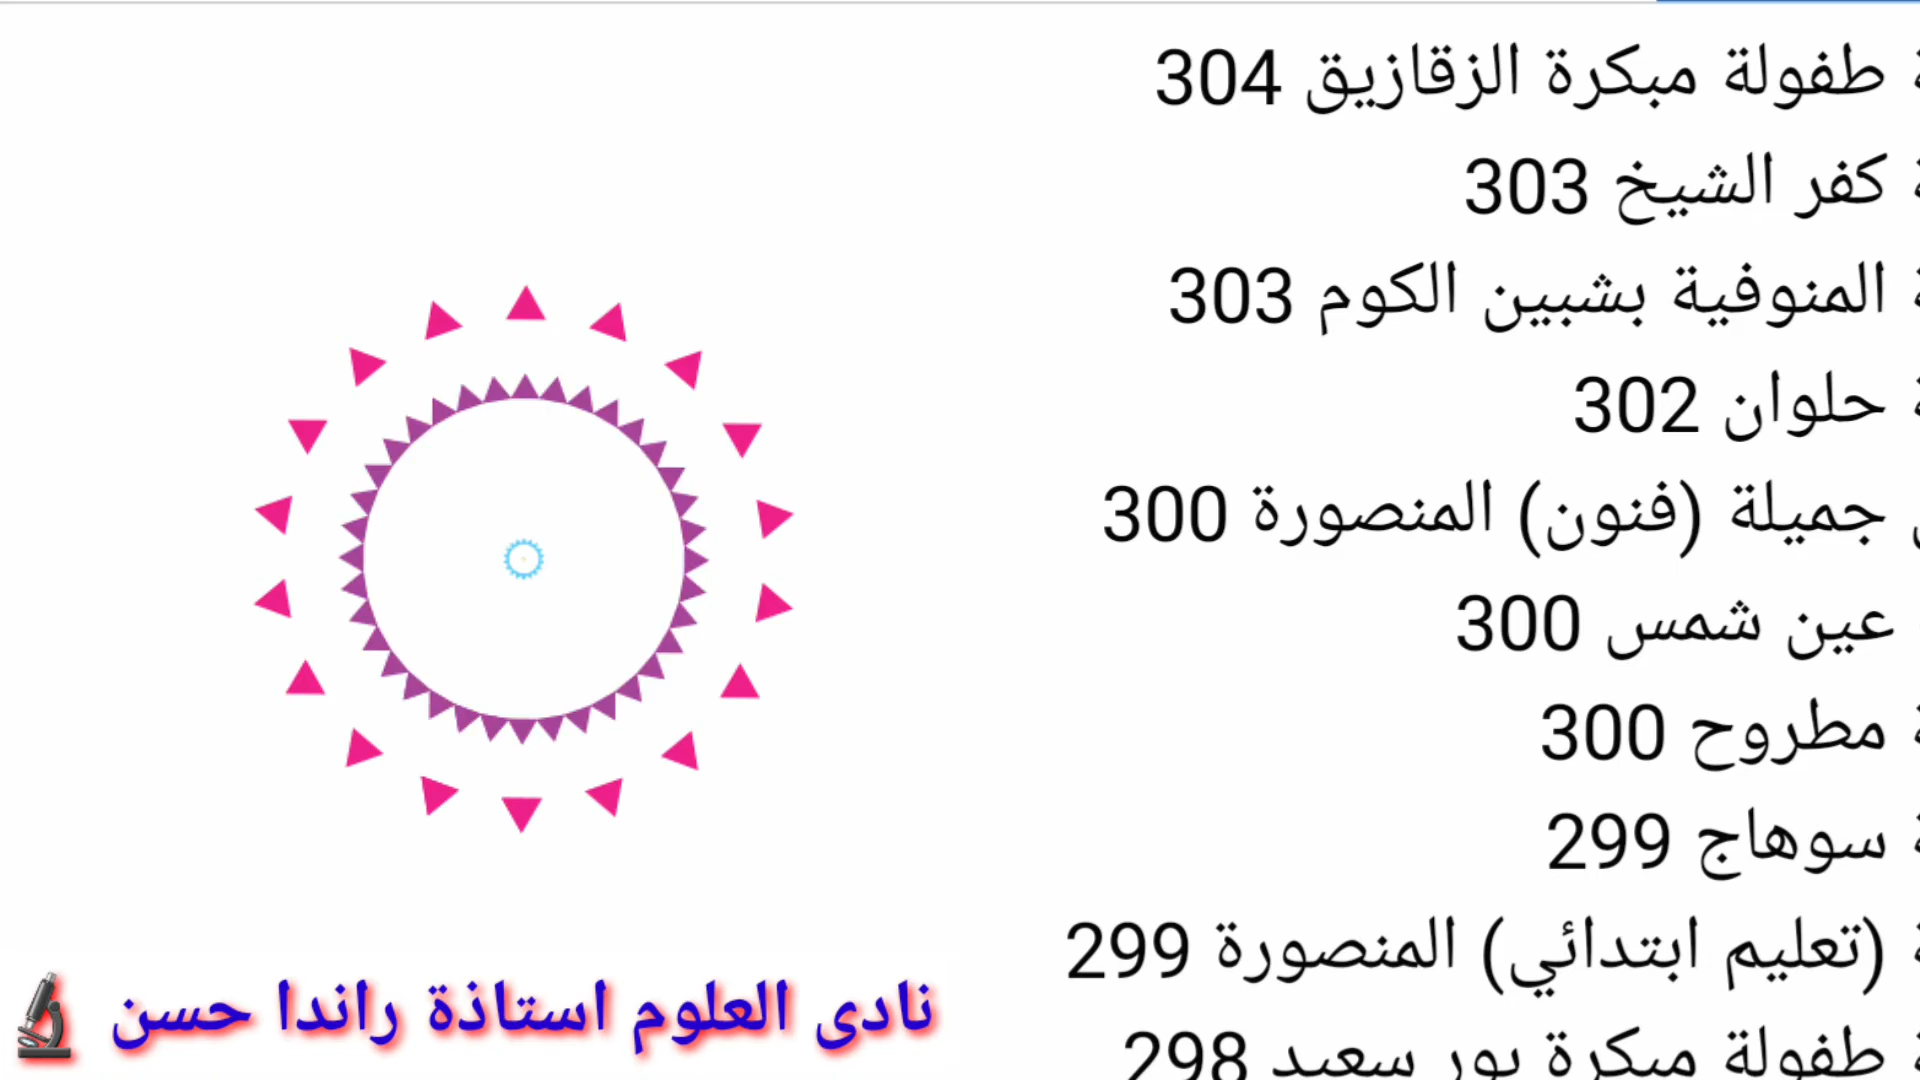 طفولة مبكرة الزقازيق 304
كفر الشيخ 303
المنوفية بشبين الكوم 303
حلوان 302
جميلة (فنون) المنصورة 300
عين شمس 300
مطروح 300
سوهاج 299
(تعليم ابتدائي) المنصورة 299
طفولة مبكرة بور سعيد 298
نادى العلوم استاذة راندا حسن